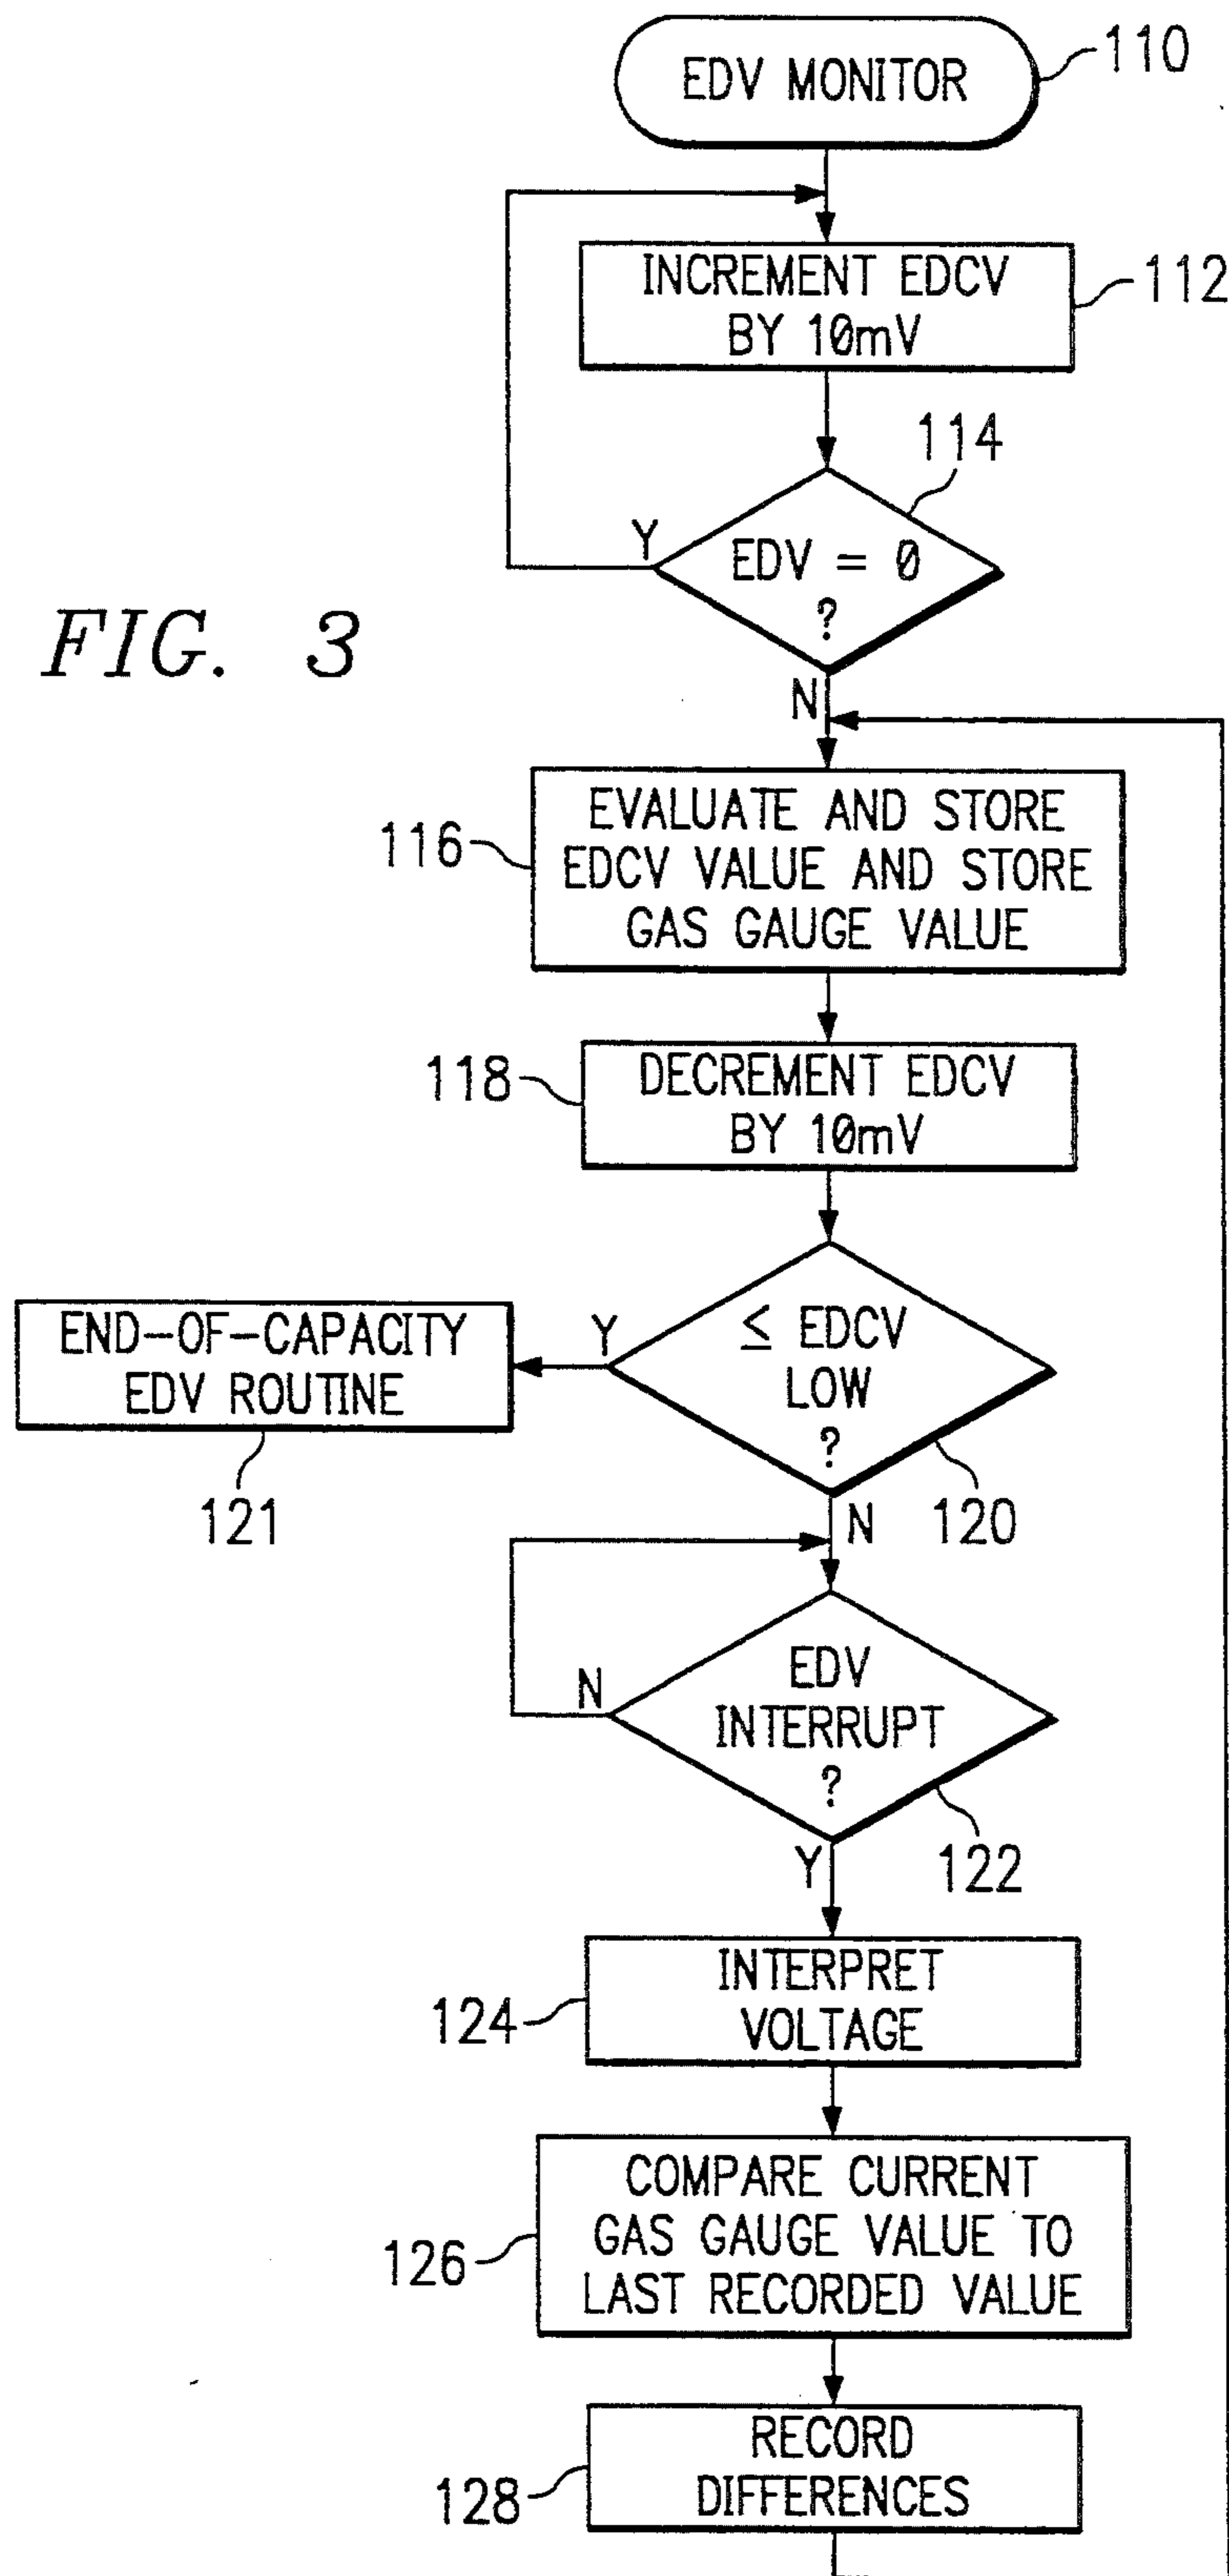 EDV MONITOR
110
INCREMENT EDCV
BY 10mV
112
114
Y
EDV = 0
?
N
FIG. 3
116
EVALUATE AND STORE
EDCV VALUE AND STORE
GAS GAUGE VALUE
118
DECREMENT EDCV
BY 10mV
END-OF-CAPACITY
EDV ROUTINE
121
Y
≤ EDCV
LOW
?
120
N
N
EDV
INTERRUPT
?
122
Y
124
INTERPRET
VOLTAGE
126
COMPARE CURRENT
GAS GAUGE VALUE TO
LAST RECORDED VALUE
128
RECORD
DIFFERENCES